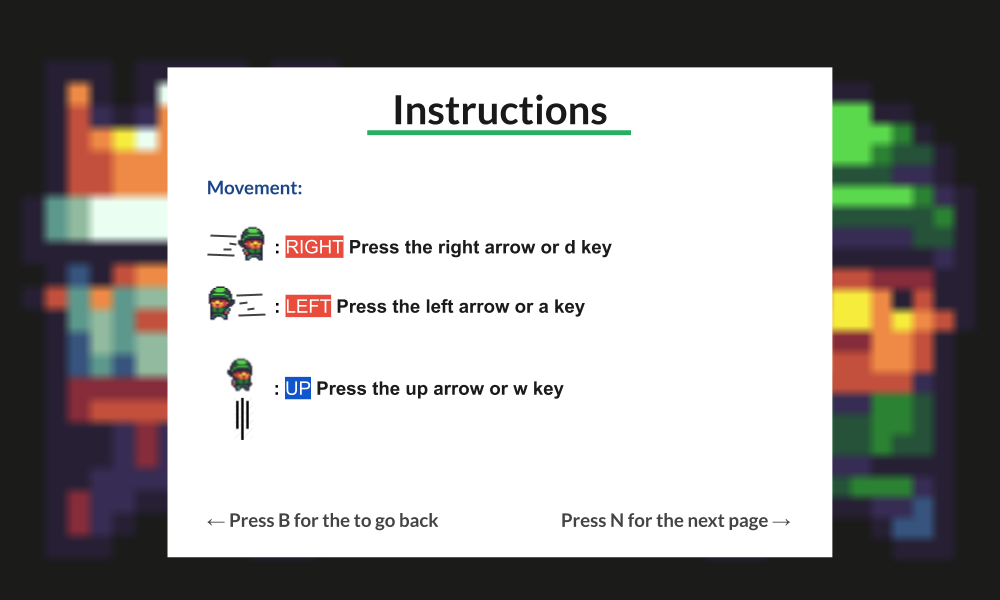 Instructions
Movement:
: RIGHT Press the right arrow or d key
: LEFT Press the left arrow or a key
: UP Press the up arrow or w key
← Press B for the to go back
Press N for the next page →